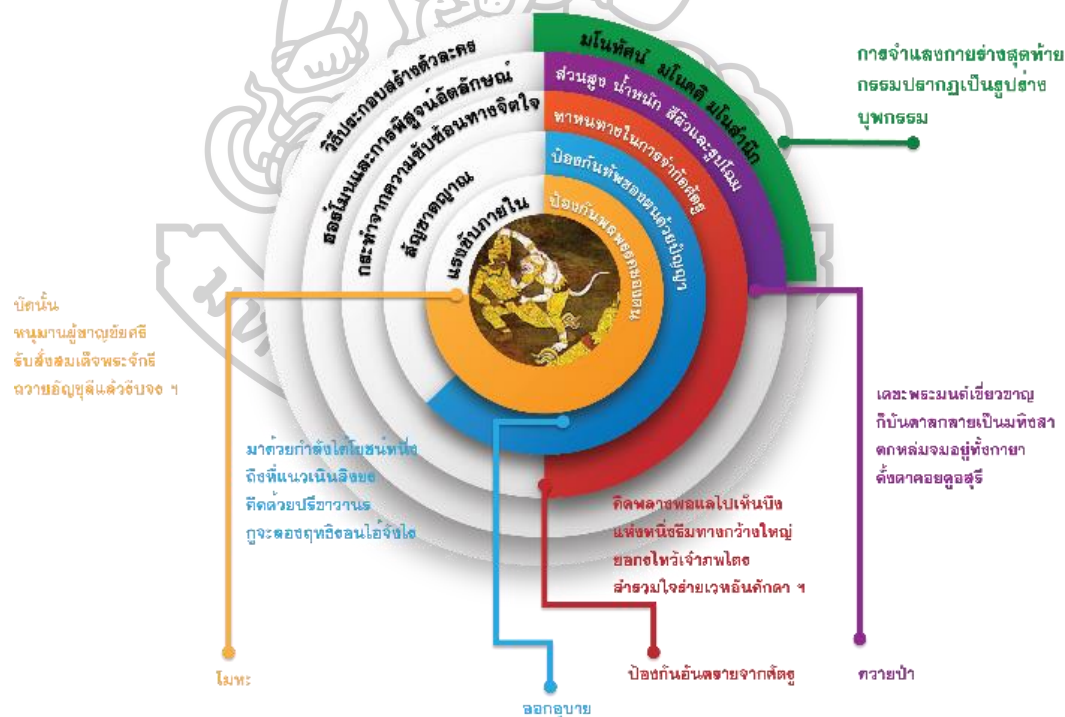 วิธีประกอบสร้างตัวละคร
ฮอร์โมนและการพิสูจน์อัตลักษณ์
กระทำจากความซับซ้อนทางจิตใจ
สัญชาตญาณ
แรงขับภายใน
มโนทัศน์ มโนคติ มโนสำนึก
ส่วนสูง น้ำหนัก สีผิวและรูปโฉม
หาหนทางในการกำจัดศัตรู
ป้องกันทัพของตนด้วยปัญญา
ป้องกันพลพรรคของตน
การจำแลงกายร่างสุดท้าย
กรรมปรากฏเป็นรูปร่าง
บุพกรรม
บัดนั้น
หนุมานผู้ชาญชัยศรี
รับสั่งสมเด็จพระจักรี
ถวายอัญชุลีแล้วรีบจร ฯ
มาด้วยกำลังได้โยชน์หนึ่ง
ถึงที่แนวเนินสิงขร
คิดด้วยปรีชาวานร
กูจะลองฤทธิรอนไอ้จังไร
คิดพลางพอแลไปเห็นบึง
แห่งหนึ่งริมทางกว้างใหญ่
ยอกรไหว้เจ้าภพไตร
สำรวมใจร่ายเวทอันศักดา ฯ
เดชะพระมนต์เชี่ยวชาญ
ก็บันดาลกลายเป็นมหิงสา
ตกหล่มจมอยู่ทั้งกายา
ตั้งตาคอยดูอสุรี
โมหะ
ออกอุบาย
ป้องกันอันตรายจากศัตรู
ควายป่า